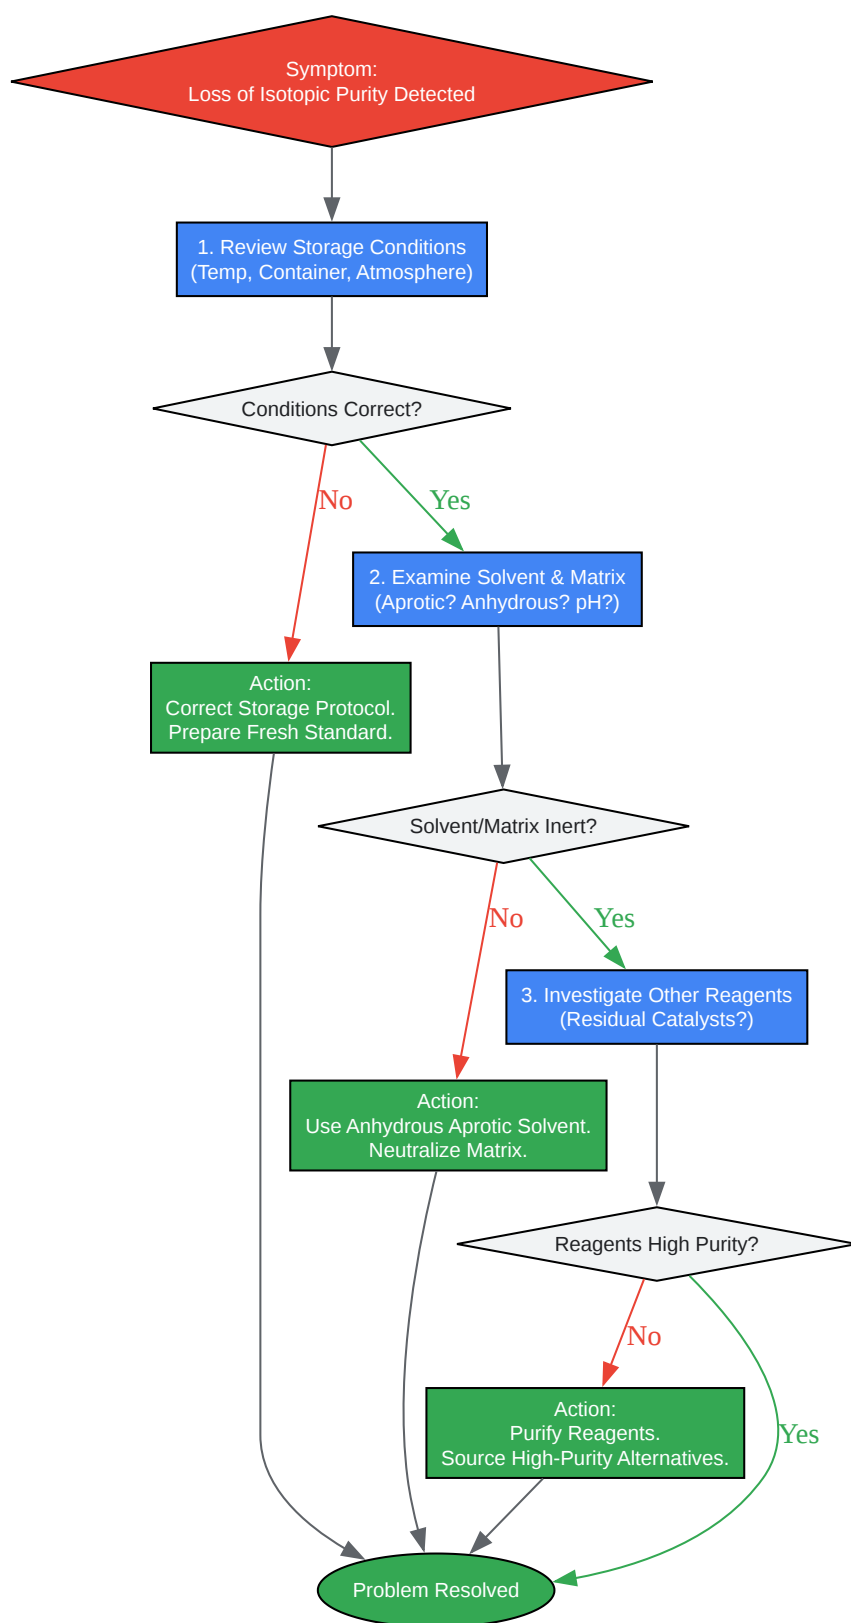 Symptom:
Loss of Isotopic Purity Detected
1. Review Storage Conditions
(Temp, Container, Atmosphere)
Conditions Correct?
No
Yes
2. Examine Solvent & Matrix
(Aprotic? Anhydrous? pH?)
Action:
Correct Storage Protocol.
Prepare Fresh Standard.
Solvent/Matrix Inert?
No
Yes
3. Investigate Other Reagents
(Residual Catalysts?)
Action:
Use Anhydrous Aprotic Solvent.
Neutralize Matrix.
Reagents High Purity?
No
Yes
Action:
Purify Reagents.
Source High-Purity Alternatives.
Problem Resolved